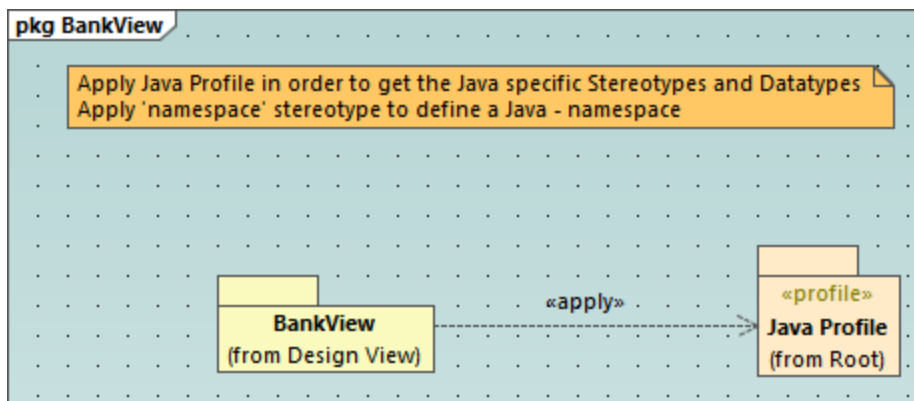 pkg BankView
Apply Java Profile in order to get the Java specific Stereotypes and Datatypes
Apply 'namespace' stereotype to define a Java - namespace
«apply»
«profile»
BankView
Java Profile
(from Design View)
(from Root)